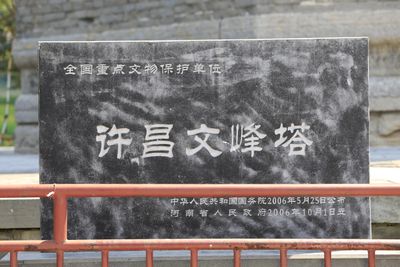 全国重点文物保护单位
许昌文峰塔
中华人民共和国国务院2006年5月25日公布
河南省人民政府2006年10月1日立